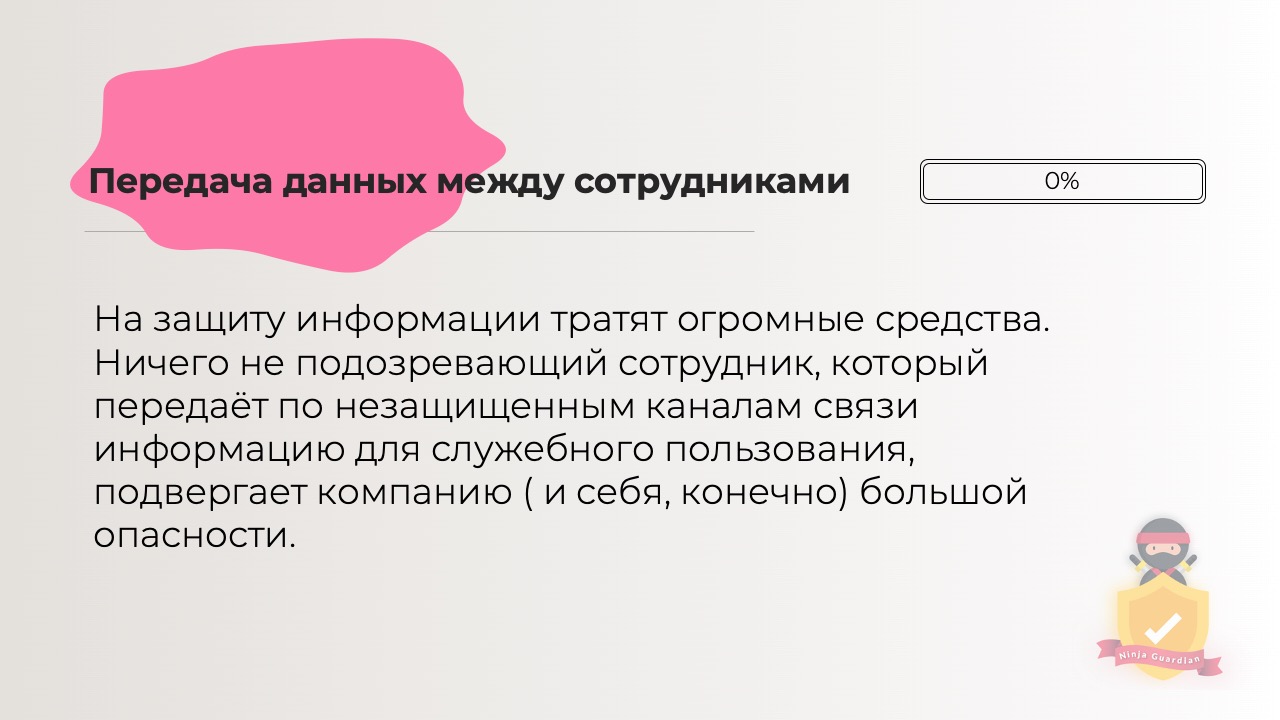 Передача данных между сотрудниками
0%
На защиту информации тратят огромные средства.
Ничего не подозревающий сотрудник, который
передаёт по незащищенным каналам связи
информацию для служебного пользования,
подвергает компанию ( и себя, конечно) большой
опасности.
Ninja Guardian